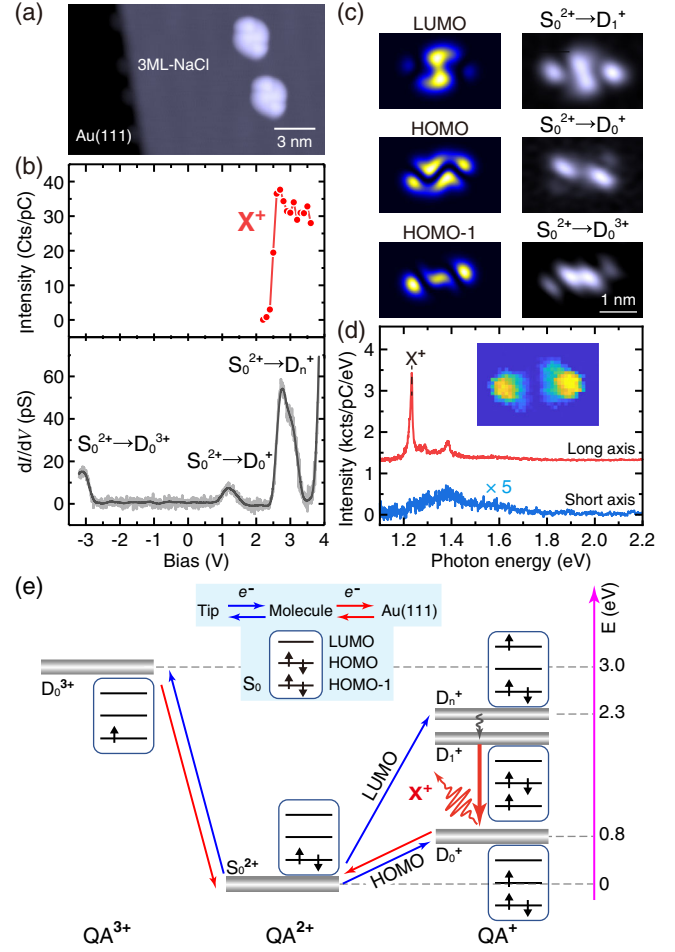 (a)
3ML-NaCl
Au(111)
3 nm
(b)
Intensity (Cts/pC)
40
30
20
10
0
X⁺
dI/dV (pS)
60
40
20
0
S₀²⁺→Dₙ⁺
S₀²⁺→D₀³⁺
S₀²⁺→D₀⁺
-3 -2 -1 0 1 2 3 4
Bias (V)
(c)
LUMO
S₀²⁺→D₁⁺
HOMO
S₀²⁺→D₀⁺
HOMO-1
S₀²⁺→D₀³⁺
1 nm
(d)
Intensity (kcts/pC/eV)
4
3
2
1
0
X⁺
Long axis
× 5
Short axis
1.2 1.4 1.6 1.8 2.0 2.2
Photon energy (eV)
(e)
e⁻ e⁻
Tip Molecule Au(111)
LUMO
HOMO
S₀ HOMO-1
E (eV)
3.0
2.3
0.8
0
D₀³⁺
Dₙ⁺
D₁⁺
LUMO
X⁺
D₀⁺
S₀²⁺
HOMO
QA³⁺ QA²⁺ QA⁺